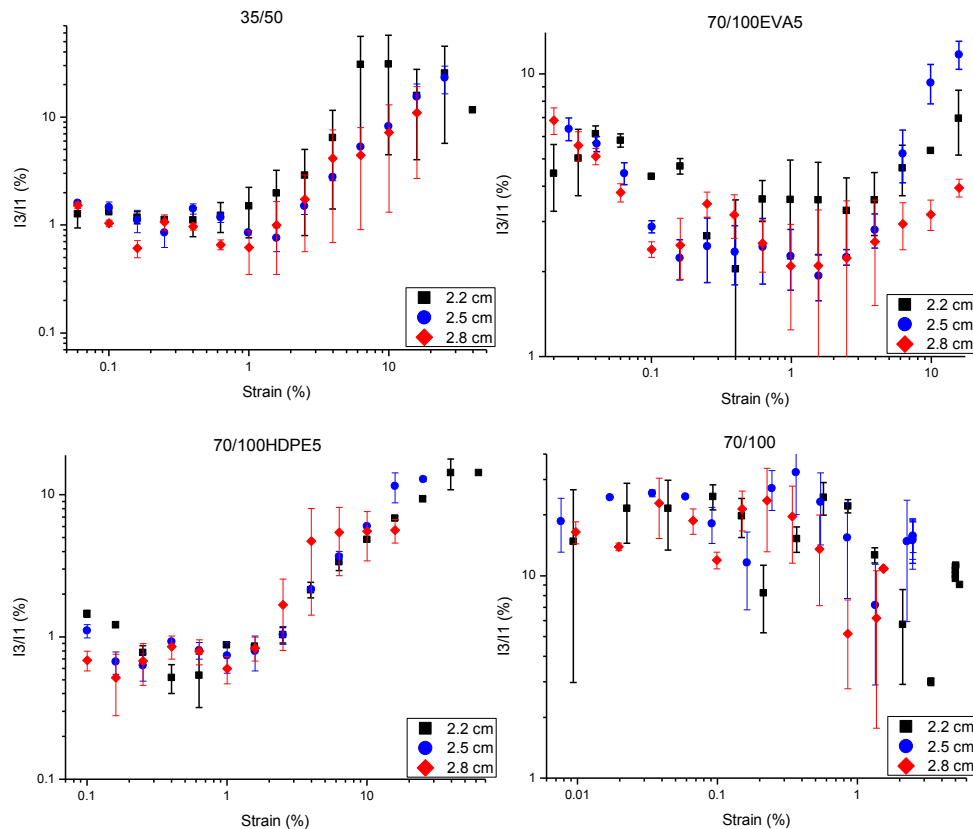 35/50
I3/I1 (%)
10
1
0.1
0.1
1
10
Strain (%)
2.2 cm
2.5 cm
2.8 cm
70/100EVA5
I3/I1 (%)
10
1
0.1
1
10
Strain (%)
2.2 cm
2.5 cm
2.8 cm
70/100HDPE5
I3/I1 (%)
10
1
0.1
0.1
1
10
Strain (%)
2.2 cm
2.5 cm
2.8 cm
70/100
I3/I1 (%)
10
1
0.01
0.1
1
Strain (%)
2.2 cm
2.5 cm
2.8 cm